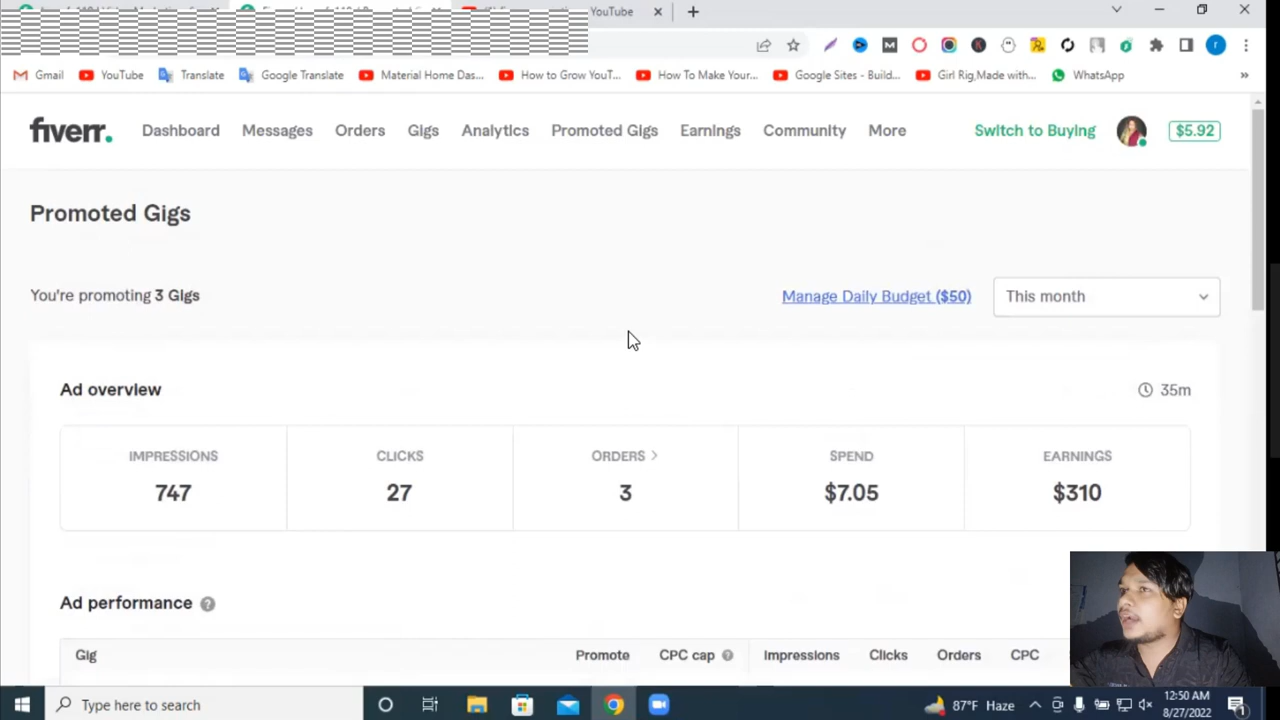 YouTube
Gmail YouTube Translate Google Translate Material Home Das... How to Grow YouT... How To Make Your... Google Sites - Build... Girl Rig,Made with... WhatsApp »
fiverr. Dashboard Messages Orders Gigs Analytics Promoted Gigs Earnings Community More Switch to Buying $5.92
Promoted Gigs
You're promoting 3 Gigs Manage Daily Budget ($50) This month
Ad overview 35m
IMPRESSIONS CLICKS ORDERS > SPEND EARNINGS
747 27 3 $7.05 $310
Ad performance ?
Gig Promote CPC cap ? Impressions Clicks Orders CPC
Type here to search 87°F Haze 12:50 AM
8/27/2022